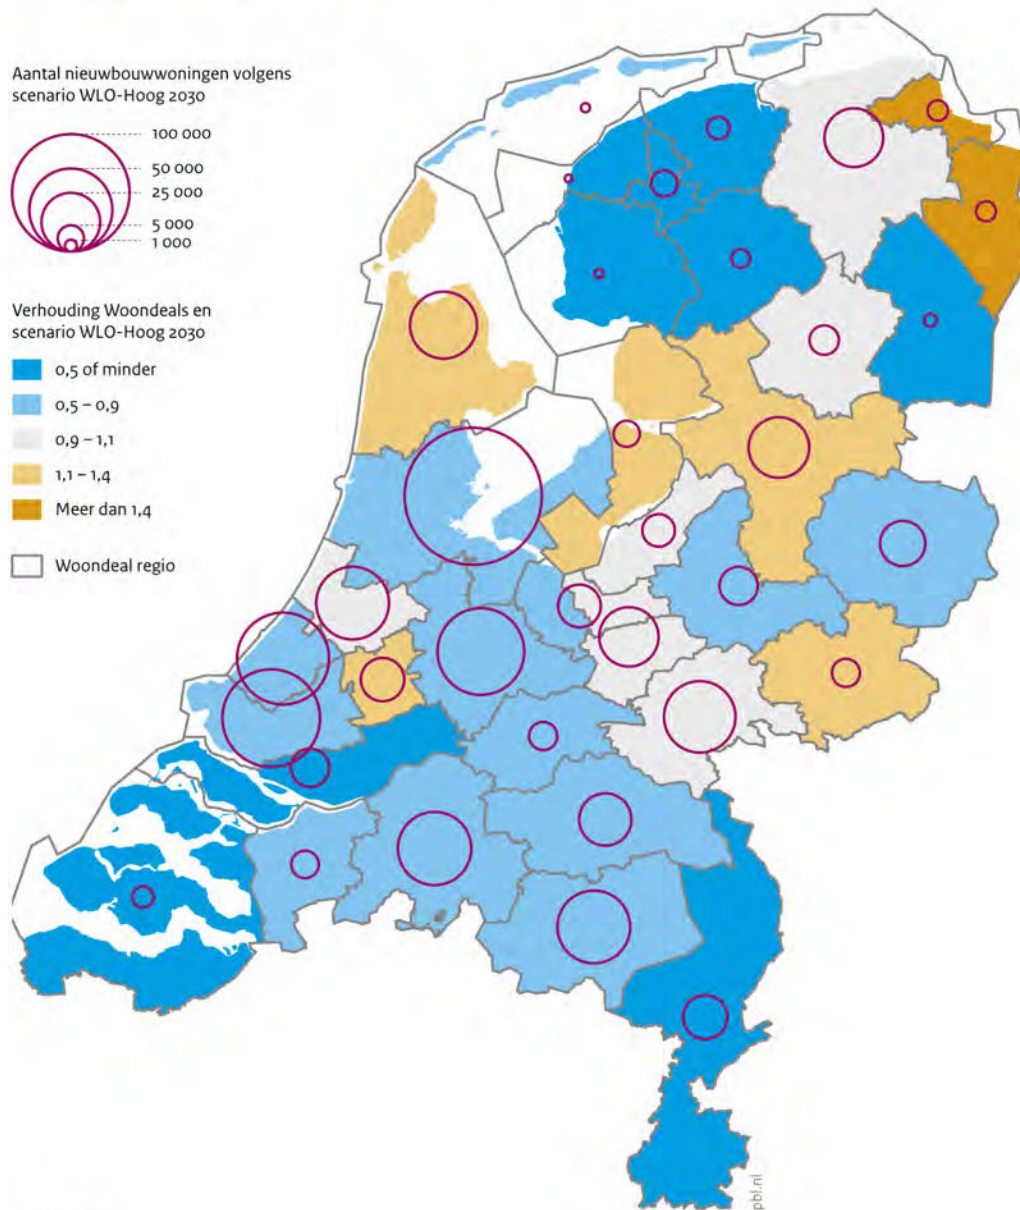 Aantal nieuwbouwwoningen volgens
scenario WLO-Hoog 2030
100 000
50 000
25 000
5 000
1 000
Verhouding Woondeals en
scenario WLO-Hoog 2030
0,5 of minder
0,5 – 0,9
0,9 – 1,1
1,1 – 1,4
Meer dan 1,4
Woondeal regio
pbl.nl